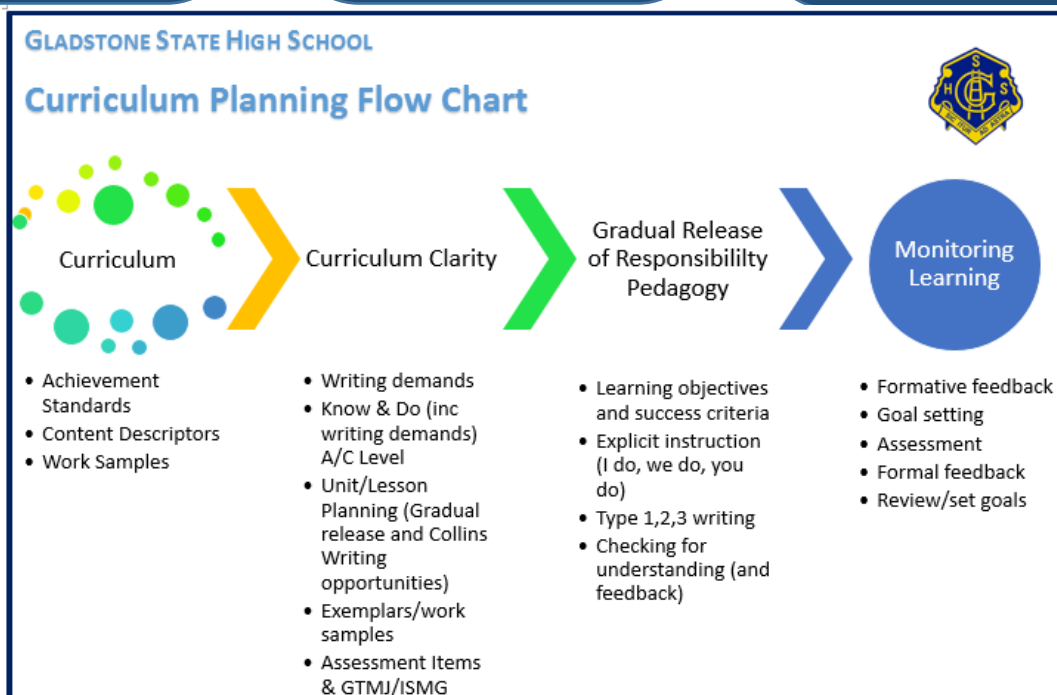 GLADSTONE STATE HIGH SCHOOL
Curriculum Planning Flow Chart
S
H S
G
SIC ITUR AD ASTRA
Curriculum
• Achievement
Standards
• Content Descriptors
• Work Samples
Curriculum Clarity
• Writing demands
• Know & Do (inc
writing demands)
A/C Level
• Unit/Lesson
Planning (Gradual
release and Collins
Writing
opportunities)
• Exemplars/work
samples
• Assessment Items
& GTMJ/ISMG
Gradual Release
of Responsibililty
Pedagogy
• Learning objectives
and success criteria
• Explicit instruction
(I do, we do, you
do)
• Type 1,2,3 writing
• Checking for
understanding (and
feedback)
Monitoring
Learning
• Formative feedback
• Goal setting
• Assessment
• Formal feedback
• Review/set goals